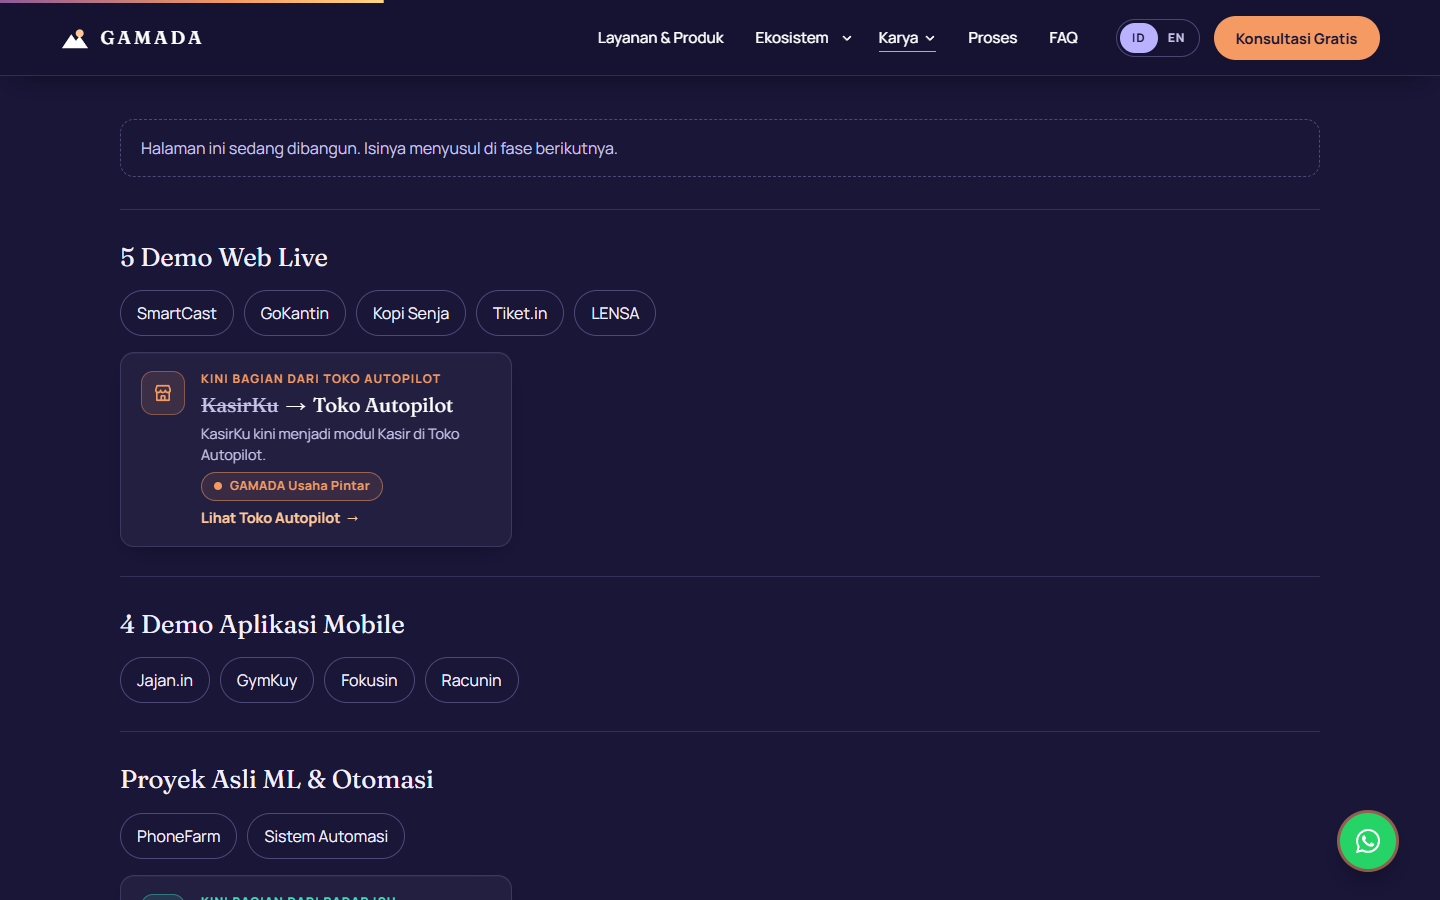 GAMADA
Layanan & Produk
Ekosistem
Karya
Proses
FAQ
ID
EN
Konsultasi Gratis
Halaman ini sedang dibangun. Isinya menyusul di fase berikutnya.
5 Demo Web Live
SmartCast
GoKantin
Kopi Senja
Tiket.in
LENSA
KINI BAGIAN DARI TOKO AUTOPILOT
KasirKu → Toko Autopilot
KasirKu kini menjadi modul Kasir di Toko
Autopilot.
GAMADA Usaha Pintar
Lihat Toko Autopilot →
4 Demo Aplikasi Mobile
Jajan.in
GymKuy
Fokusin
Racunin
Proyek Asli ML & Otomasi
PhoneFarm
Sistem Automasi